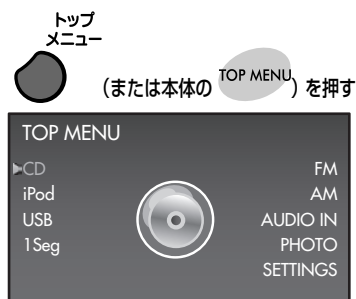 トップ
メニュー
（または本体の TOP MENU）を押す
TOP MENU
CD
iPod
USB
1Seg
FM
AM
AUDIO IN
PHOTO
SETTINGS